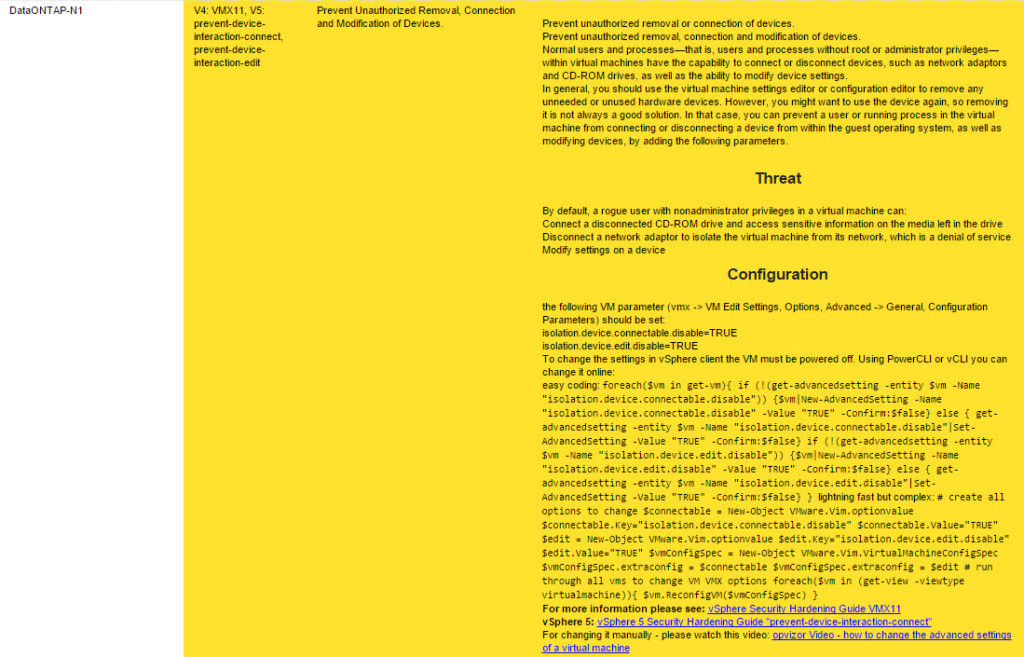 DataONTAP-N1
V4: VMX11, V5:
prevent-device-
interaction-connect,
prevent-device-
interaction-edit
Prevent Unauthorized Removal, Connection
and Modification of Devices.
Prevent unauthorized removal or connection of devices.
Prevent unauthorized removal, connection and modification of devices.
Normal users and processes—that is, users and processes without root or administrator privileges—
within virtual machines have the capability to connect or disconnect devices, such as network adaptors
and CD-ROM drives, as well as the ability to modify device settings.
In general, you should use the virtual machine settings editor or configuration editor to remove any
unneeded or unused hardware devices. However, you might want to use the device again, so removing
it is not always a good solution. In that case, you can prevent a user or running process in the virtual
machine from connecting or disconnecting a device from within the guest operating system, as well as
modifying devices, by adding the following parameters.
Threat
By default, a rogue user with nonadministrator privileges in a virtual machine can:
Connect a disconnected CD-ROM drive and access sensitive information on the media left in the drive
Disconnect a network adaptor to isolate the virtual machine from its network, which is a denial of service
Modify settings on a device
Configuration
the following VM parameter (vmx -> VM Edit Settings, Options, Advanced -> General, Configuration
Parameters) should be set:
isolation.device.connectable.disable=TRUE
isolation.device.edit.disable=TRUE
To change the settings in vSphere client the VM must be powered off. Using PowerCLI or vCLI you can
change it online:
easy coding: foreach($vm in get-vm){ if (!(get-advancedsetting -entity $vm -Name
"isolation.device.connectable.disable")) {$vm|New-AdvancedSetting -Name
"isolation.device.connectable.disable" -Value "TRUE" -Confirm:$false} else { get-
advancedsetting -entity $vm -Name "isolation.device.connectable.disable"|Set-
AdvancedSetting -Value "TRUE" -Confirm:$false} if (!(get-advancedsetting -entity
$vm -Name "isolation.device.edit.disable")) {$vm|New-AdvancedSetting -Name
"isolation.device.edit.disable" -Value "TRUE" -Confirm:$false} else { get-
advancedsetting -entity $vm -Name "isolation.device.edit.disable"|Set-
AdvancedSetting -Value "TRUE" -Confirm:$false} } lightning fast but complex: # create all
options to change $connectable = New-Object VMware.Vim.optionvalue
$connectable.Key="isolation.device.connectable.disable" $connectable.Value="TRUE"
$edit = New-Object VMware.Vim.optionvalue $edit.Key="isolation.device.edit.disable"
$edit.Value="TRUE" $vmConfigSpec = New-Object VMware.Vim.VirtualMachineConfigSpec
$vmConfigSpec.extraconfig = $connectable $vmConfigSpec.extraconfig = $edit # run
through all vms to change VM VMX options foreach($vm in (get-view -viewtype
virtualmachine)){ $vm.ReconfigVM($vmConfigSpec) }
For more information please see: vSphere Security Hardening Guide VMX11
vSphere 5: vSphere 5 Security Hardening Guide "prevent-device-interaction-connect"
For changing it manually - please watch this video: opvizor Video - how to change the advanced settings
of a virtual machine